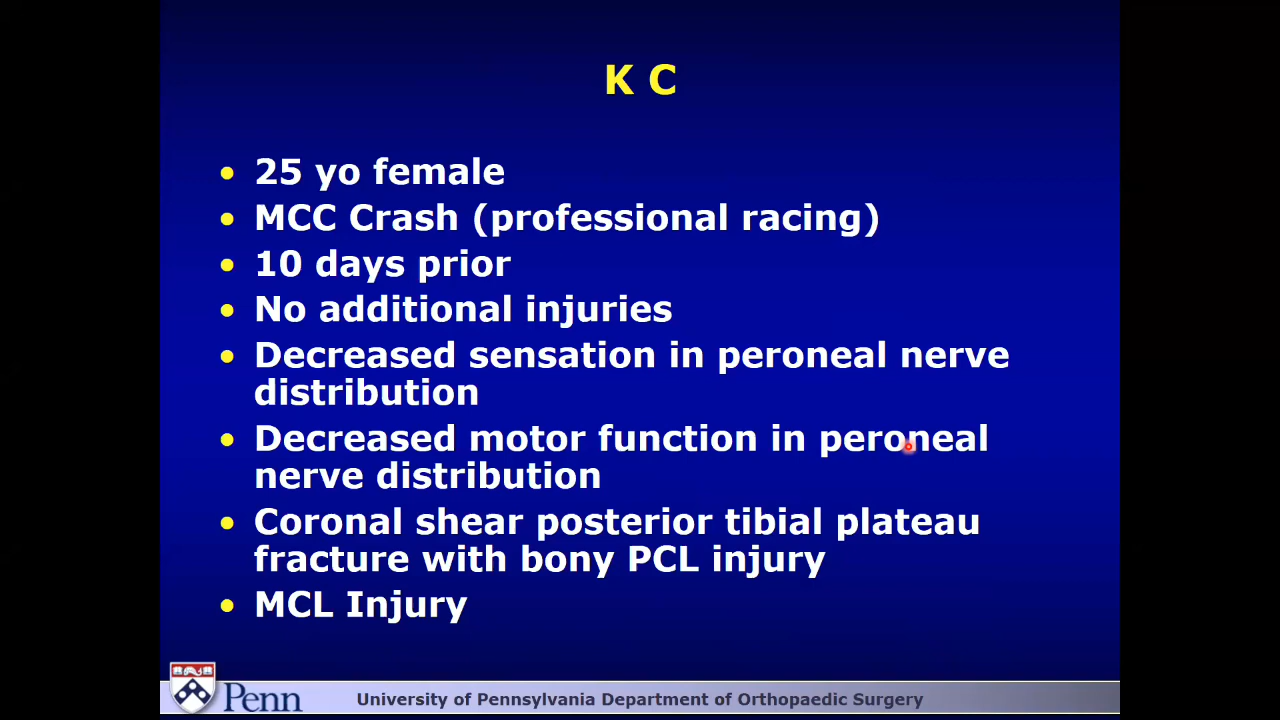 K C
• 25 yo female
• MCC Crash (professional racing)
• 10 days prior
• No additional injuries
• Decreased sensation in peroneal nerve
distribution
• Decreased motor function in peroneal
nerve distribution
• Coronal shear posterior tibial plateau
fracture with bony PCL injury
• MCL Injury
Penn University of Pennsylvania Department of Orthopaedic Surgery